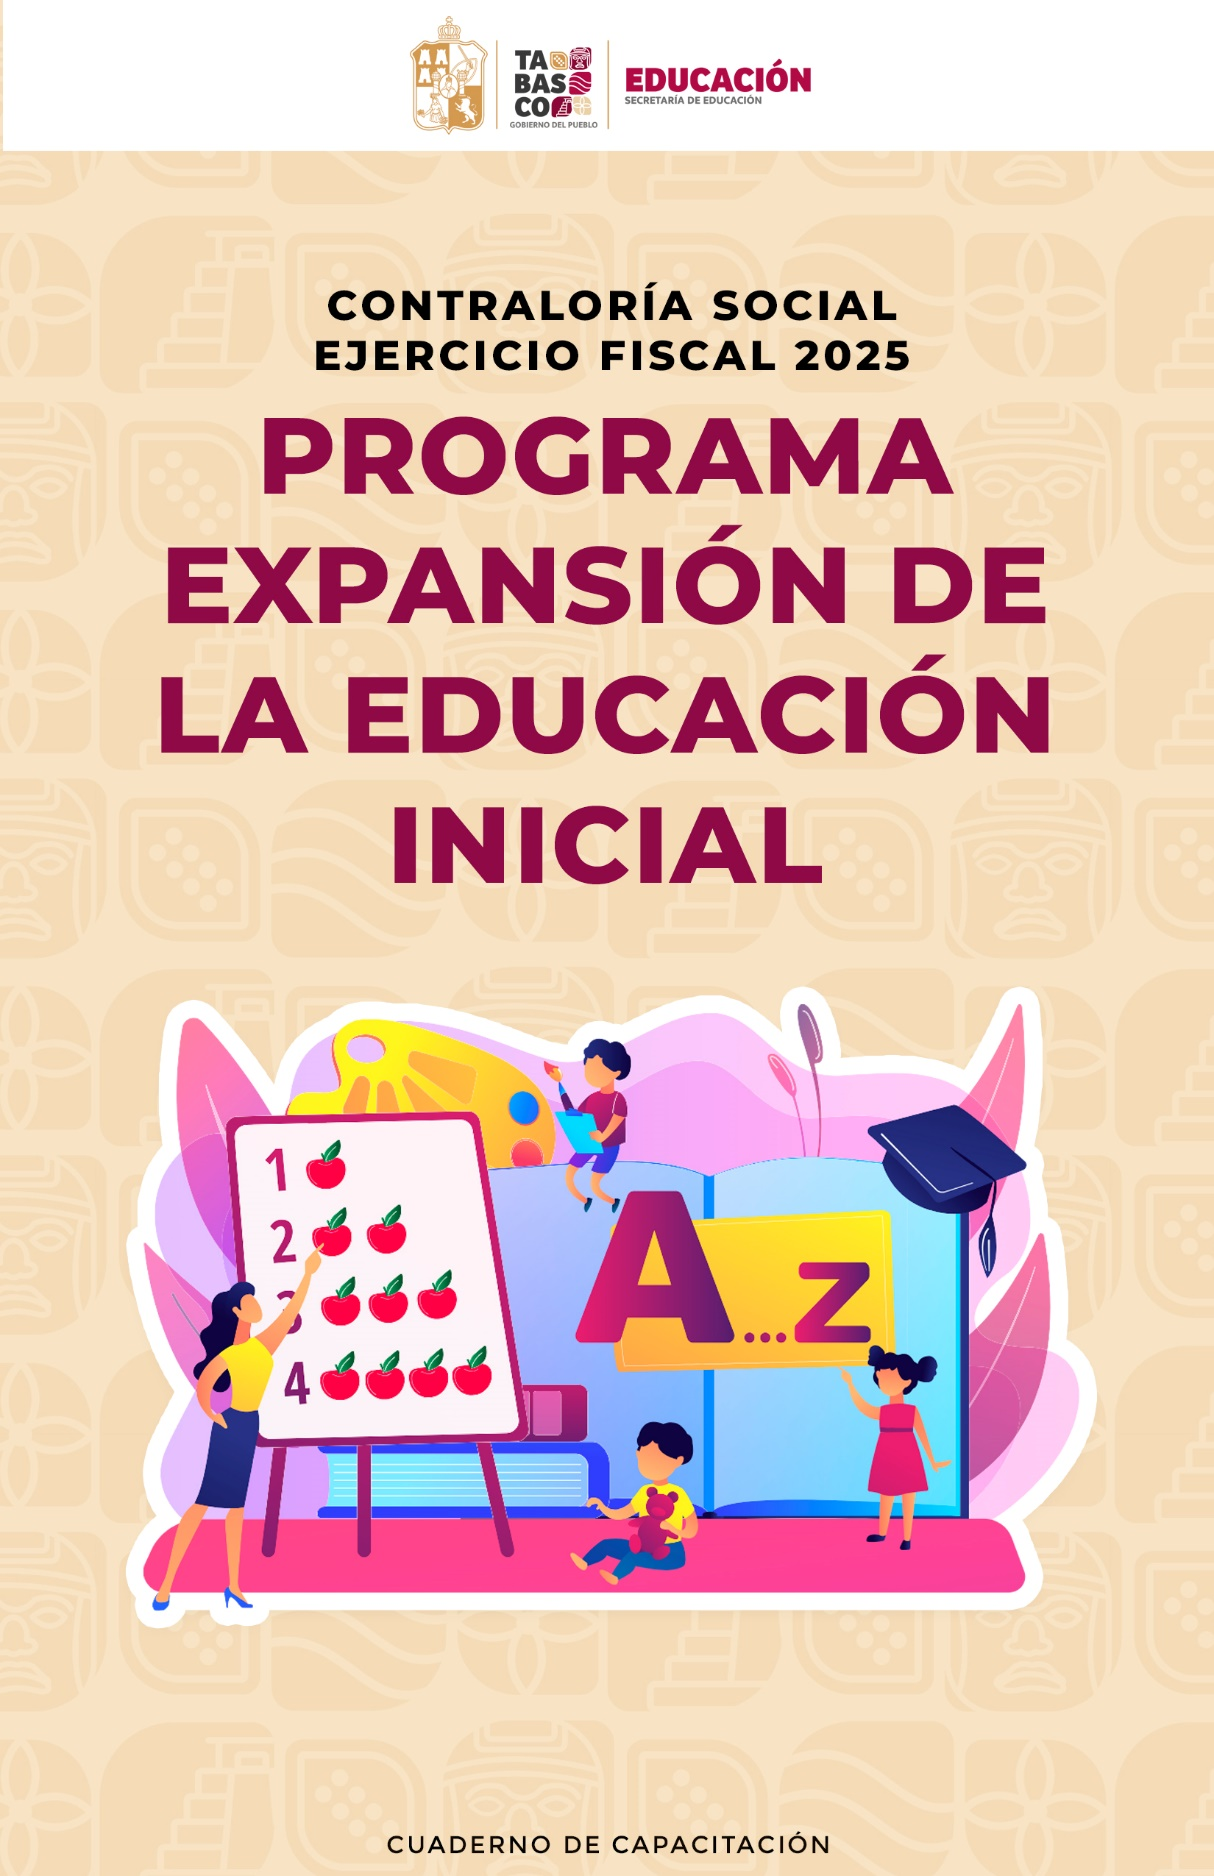 TA
BAS
CO
GOBIERNO DEL PUEBLO
EDUCACIÓN
SECRETARÍA DE EDUCACIÓN
CONTRALORÍA SOCIAL
EJERCICIO FISCAL 2025
PROGRAMA
EXPANSIÓN DE
LA EDUCACIÓN
INICIAL
1
2
3
4
A...z
CUADERNO DE CAPACITACIÓN